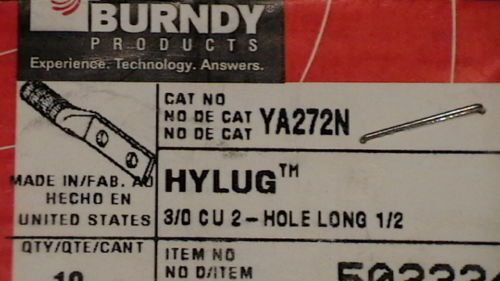 BURNDY
PRODUCTS
Experience. Technology. Answers.
CAT NO
NO DE CAT
NO DE CAT YA272N
MADE IN/FAB. AU
HECHO EN
UNITED STATES
HYLUG™
3/0 CU 2-HOLE LONG 1/2
QTY/QTE/CANT
ITEM NO
NO D/ITEM